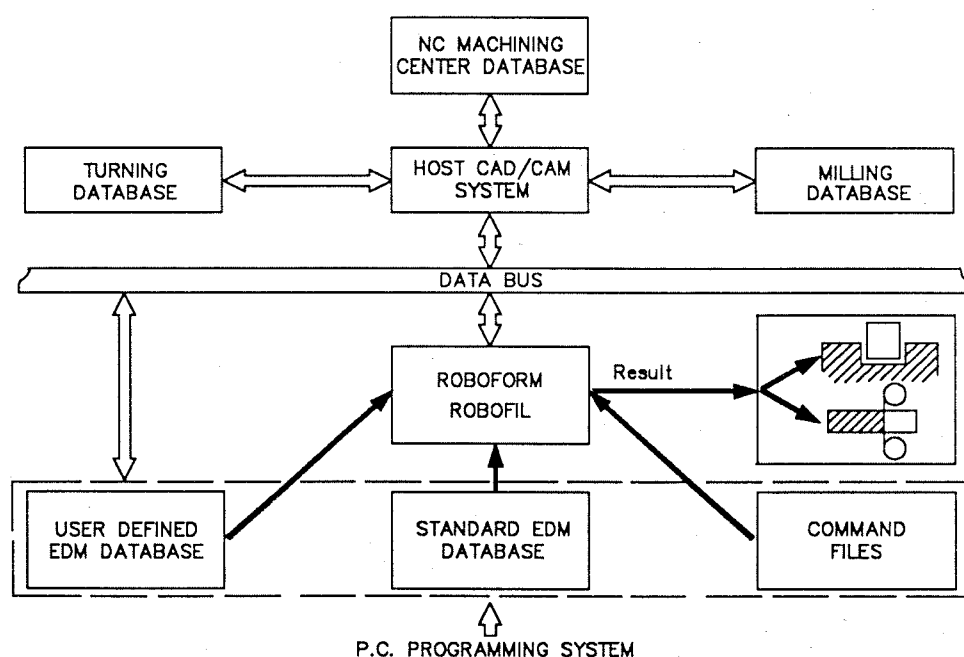 NC MACHINING
CENTER DATABASE
TURNING
DATABASE
HOST CAD/CAM
SYSTEM
MILLING
DATABASE
DATA BUS
ROBOFORM
ROBOFIL
Result
USER DEFINED
EDM DATABASE
STANDARD EDM
DATABASE
COMMAND
FILES
P.C. PROGRAMMING SYSTEM